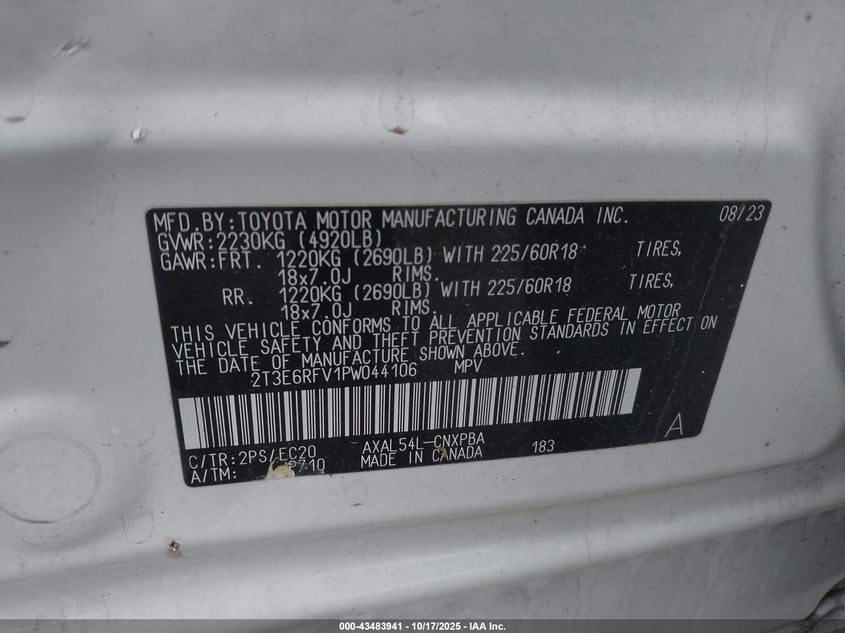 MFD.BY:TOYOTA MOTOR MANUFACTURING CANADA INC. 08/23
GVWR:2230KG (4920LB)
GAWR:FRT. 1220KG (2690LB) WITH 225/60R18 TIRES,
18x7.0J RIMS.
RR. 1220KG (2690LB) WITH 225/60R18 TIRES,
18x7.0J RIMS.
THIS VEHICLE CONFORMS TO ALL APPLICABLE FEDERAL MOTOR
VEHICLE SAFETY AND THEFT PREVENTION STANDARDS IN EFFECT ON
THE DATE OF MANUFACTURE SHOWN ABOVE.
2T3E6RFV1PW044106 MPV
C/TR:2PS/EC20 AXAL54L-CNXPBA 183 A
A/TM: MADE IN CANADA
000-43483941 - 10/17/2025 - IAA Inc.